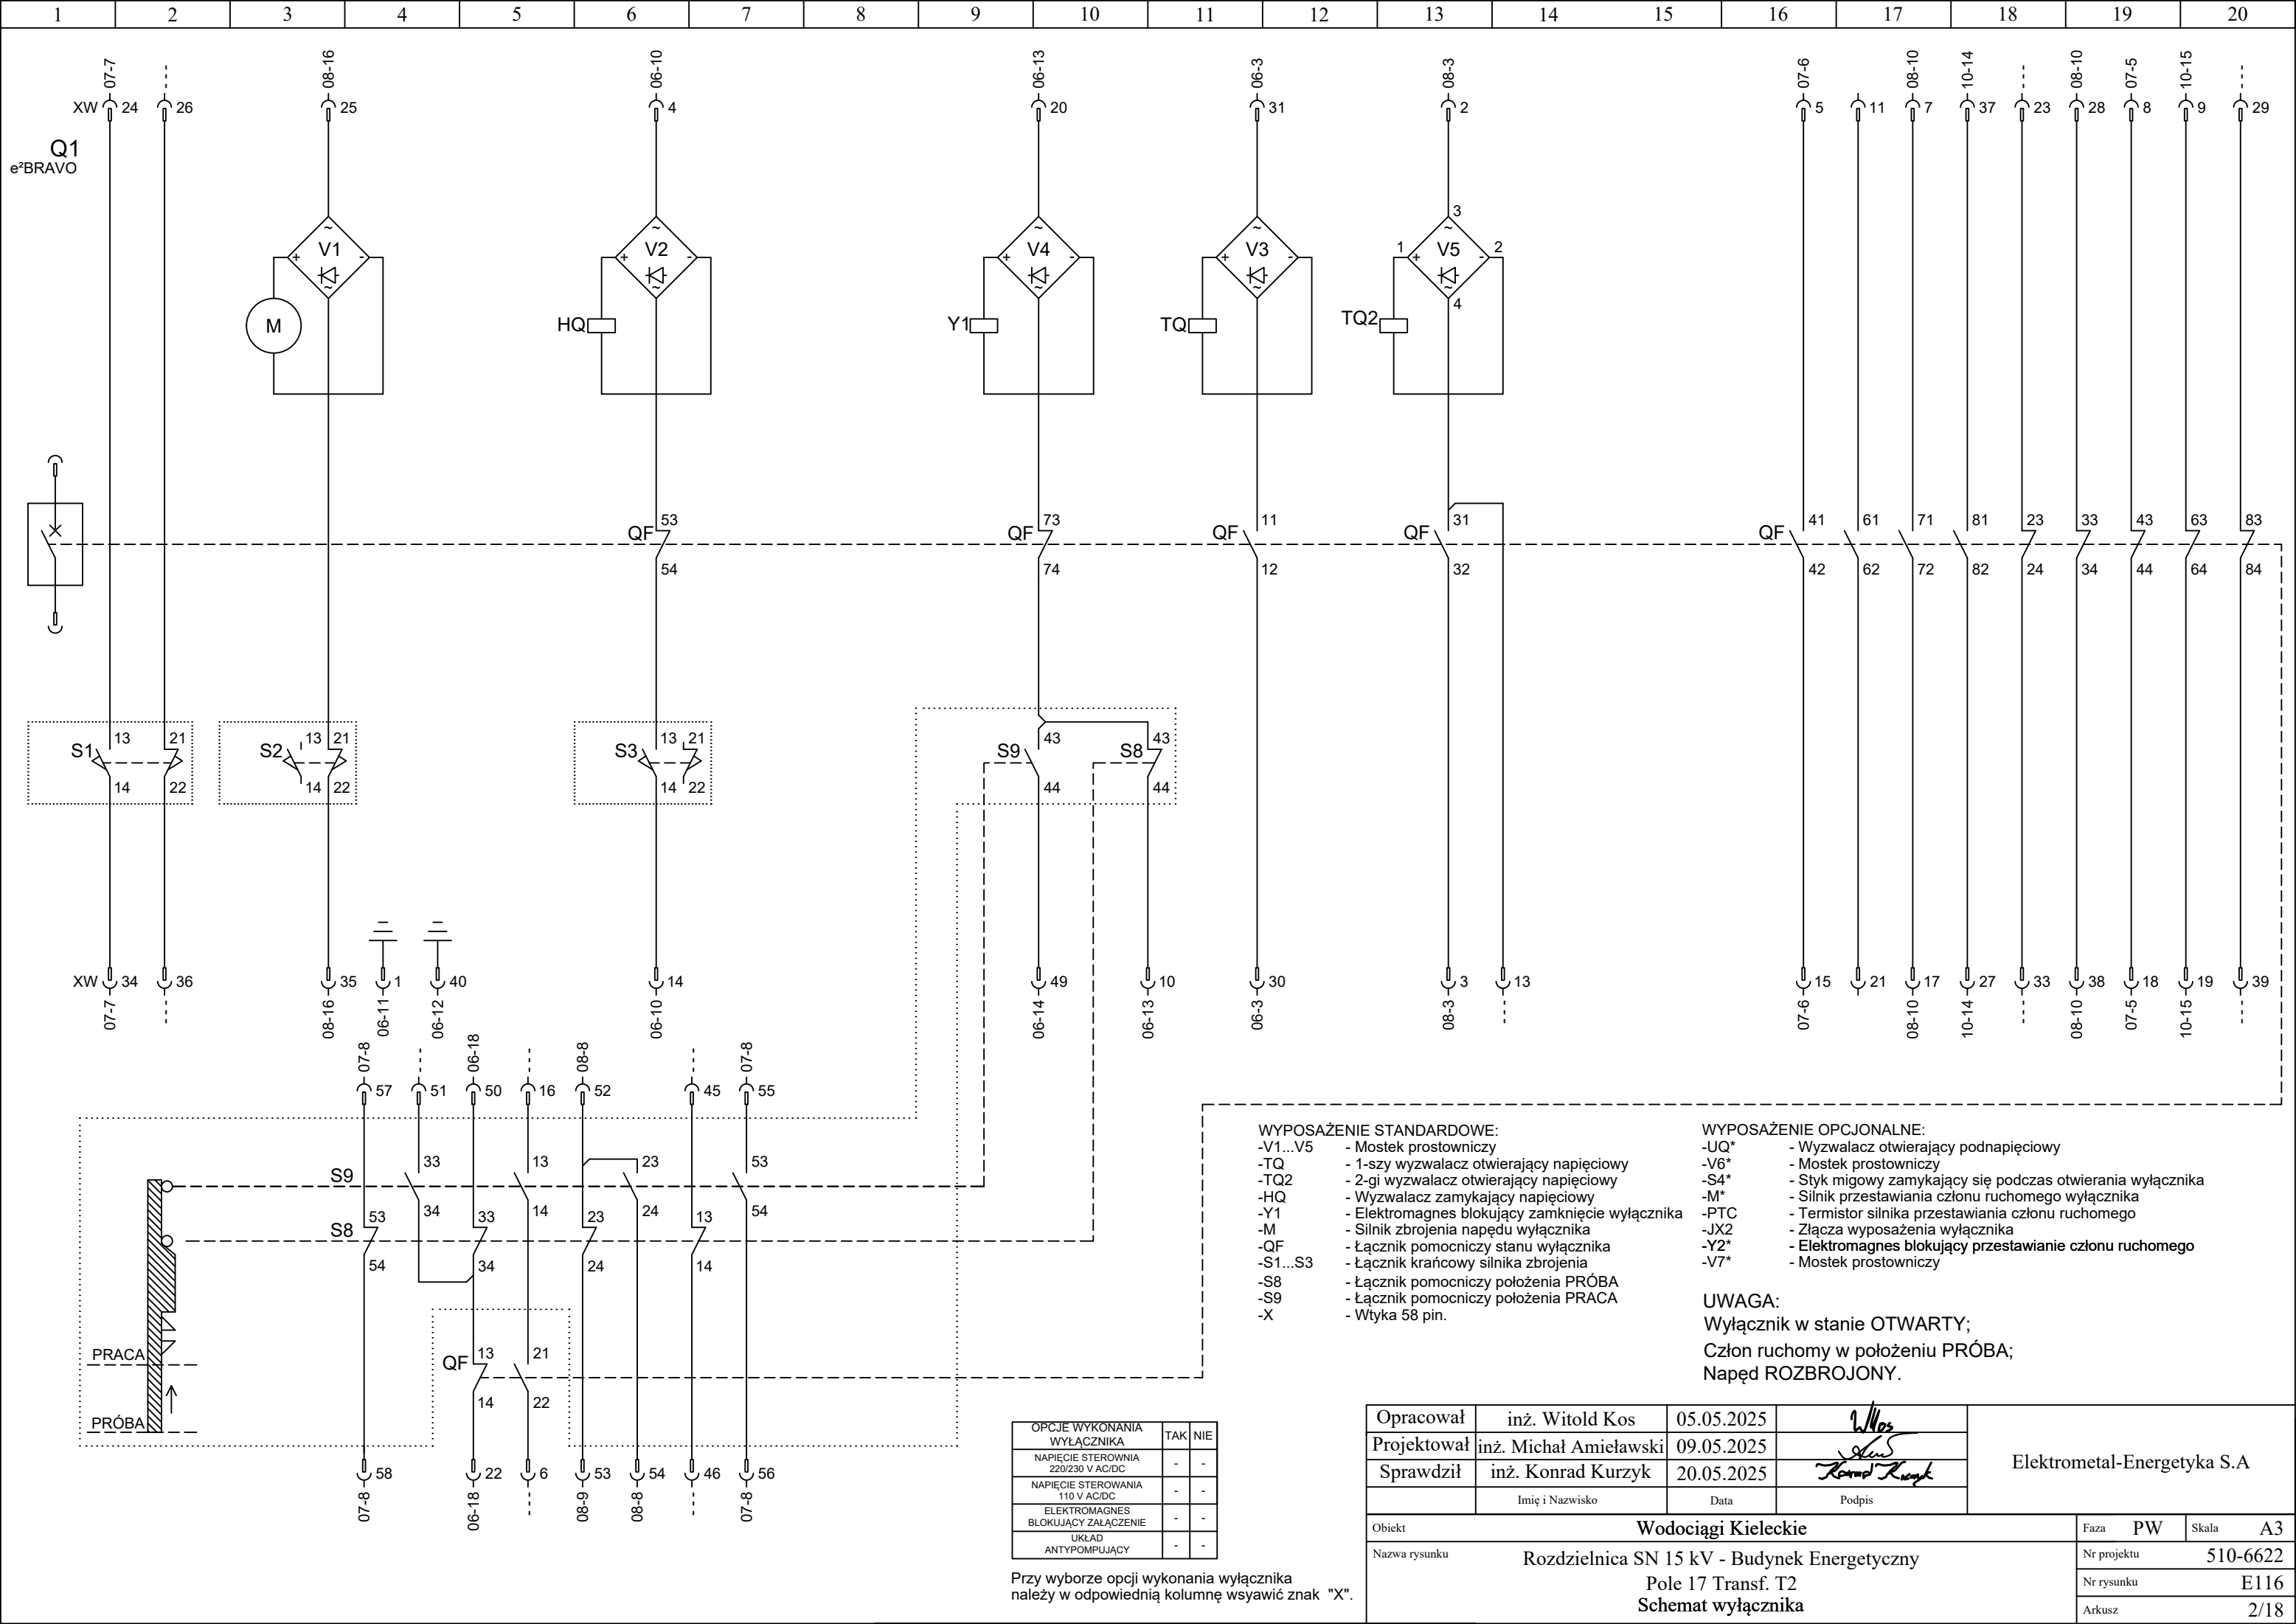 1 2 3 4 5 6 7 8 9 10 11 12 13 14 15 16 17 18 19 20
07-7 ---- 08-16 06-10 06-13 06-3 08-3 07-6 08-10 10-14 ---- 08-10 07-5 10-15 ----
XW 24 26 25 4 20 31 2 5 11 7 37 23 28 8 9 29
Q1
e²BRAVO
3
~ ~ ~ ~ ~
V1 V2 V4 V3 1 V5 2
+ - + - + - + - + -
~ ~ ~ ~ ~
4
M HQ Y1 TQ TQ2
53 73 11 31 41 61 71 81 23 33 43 63 83
QF QF QF QF QF
54 74 12 32 42 62 72 82 24 34 44 64 84
13 21 13 21 13 21 43 43
S1 S2 S3 S9 S8
14 22 14 22 14 22 44 44
XW 34 36 35 1 40 14 49 10 30 3 13 15 21 17 27 33 38 18 19 39
07-7 ---- 08-16 06-11 06-12 06-10 06-14 06-13 06-3 08-3 ---- 07-6 08-10 10-14 ---- 08-10 07-5 10-15 ----
07-8 ---- 06-18 ---- 08-8 ---- 07-8
57 51 50 16 52 45 55
33 13 23 53
S9
34 14 24 54
53 33 23 13
S8
54 34 24 14
PRACA
13 21
QF
14 22
PRÓBA
58 22 6 53 54 46 56
07-8 06-18 ---- 08-9 08-8 ---- 07-8
WYPOSAŻENIE STANDARDOWE:
-V1...V5 - Mostek prostowniczy
-TQ - 1-szy wyzwalacz otwierający napięciowy
-TQ2 - 2-gi wyzwalacz otwierający napięciowy
-HQ - Wyzwalacz zamykający napięciowy
-Y1 - Elektromagnes blokujący zamknięcie wyłącznika
-M - Silnik zbrojenia napędu wyłącznika
-QF - Łącznik pomocniczy stanu wyłącznika
-S1...S3 - Łącznik krańcowy silnika zbrojenia
-S8 - Łącznik pomocniczy położenia PRÓBA
-S9 - Łącznik pomocniczy położenia PRACA
-X - Wtyka 58 pin.
WYPOSAŻENIE OPCJONALNE:
-UQ* - Wyzwalacz otwierający podnapięciowy
-V6* - Mostek prostowniczy
-S4* - Styk migowy zamykający się podczas otwierania wyłącznika
-M* - Silnik przestawiania członu ruchomego wyłącznika
-PTC - Termistor silnika przestawiania członu ruchomego
-JX2 - Złącza wyposażenia wyłącznika
-Y2* - Elektromagnes blokujący przestawianie członu ruchomego
-V7* - Mostek prostowniczy
UWAGA:
Wyłącznik w stanie OTWARTY;
Człon ruchomy w położeniu PRÓBA;
Napęd ROZBROJONY.
OPCJE WYKONANIA
WYŁĄCZNIKA TAK NIE
NAPIĘCIE STEROWNIA
220/230 V AC/DC - -
NAPIĘCIE STEROWANIA
110 V AC/DC - -
ELEKTROMAGNES
BLOKUJĄCY ZAŁĄCZENIE - -
UKŁAD
ANTYPOMPUJĄCY - -
Przy wyborze opcji wykonania wyłącznika
należy w odpowiednią kolumnę wsyawić znak "X".
Opracował inż. Witold Kos 05.05.2025
Projektował inż. Michał Amieławski 09.05.2025
Sprawdził inż. Konrad Kurzyk 20.05.2025 Konrad Kurzyk
Imię i Nazwisko Data Podpis
Elektrometal-Energetyka S.A
Obiekt Wodociągi Kieleckie Faza PW Skala A3
Nazwa rysunku Rozdzielnica SN 15 kV - Budynek Energetyczny
Pole 17 Transf. T2
Schemat wyłącznika
Nr projektu 510-6622
Nr rysunku E116
Arkusz 2/18